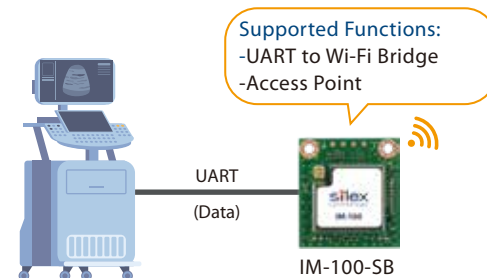 Supported Functions:
-UART to Wi-Fi Bridge
-Access Point
UART
(Data)
silex
IM-100
IM-100-SB